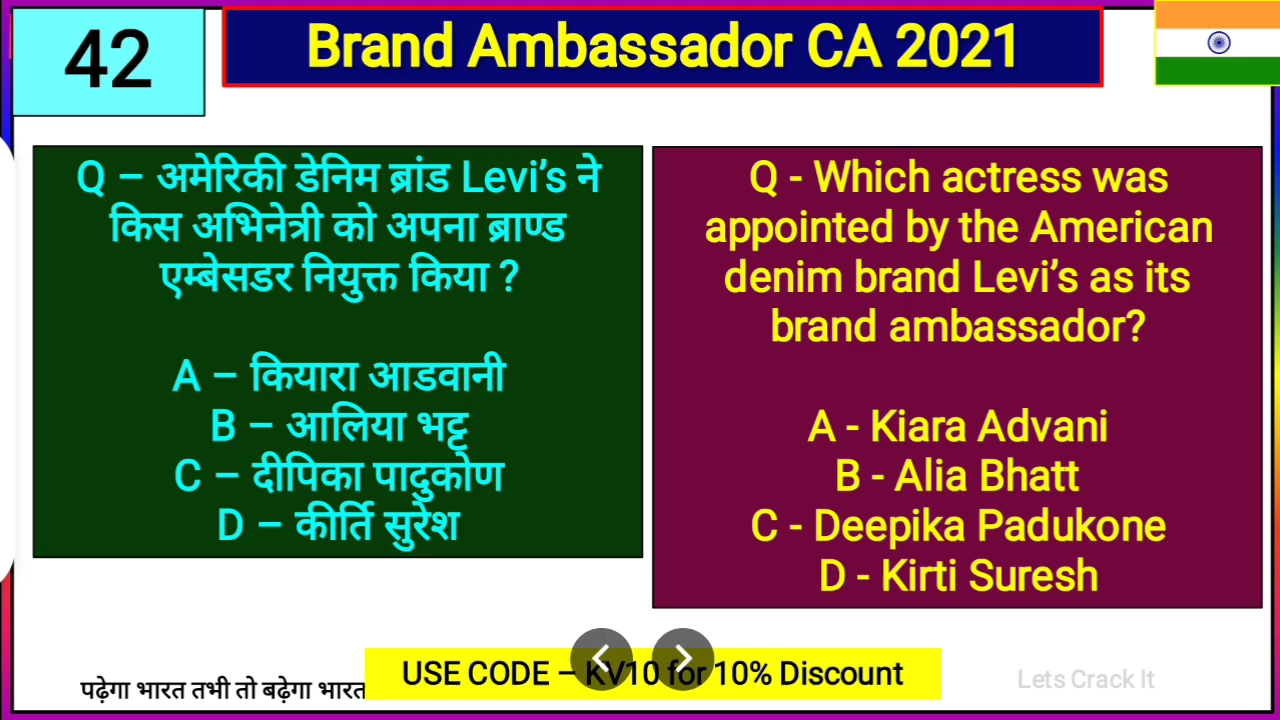 42
Brand Ambassador CA 2021
Q – अमेरिकी डेनिम ब्रांड Levi’s ने
किस अभिनेत्री को अपना ब्राण्ड
एम्बेसडर नियुक्त किया ?
A – कियारा आडवानी
B – आलिया भट्ट
C – दीपिका पादुकोण
D – कीर्ति सुरेश
Q - Which actress was
appointed by the American
denim brand Levi’s as its
brand ambassador?
A - Kiara Advani
B - Alia Bhatt
C - Deepika Padukone
D - Kirti Suresh
पढ़ेगा भारत तभी तो बढ़ेगा भारत
USE CODE – KV10 for 10% Discount
Lets Crack It